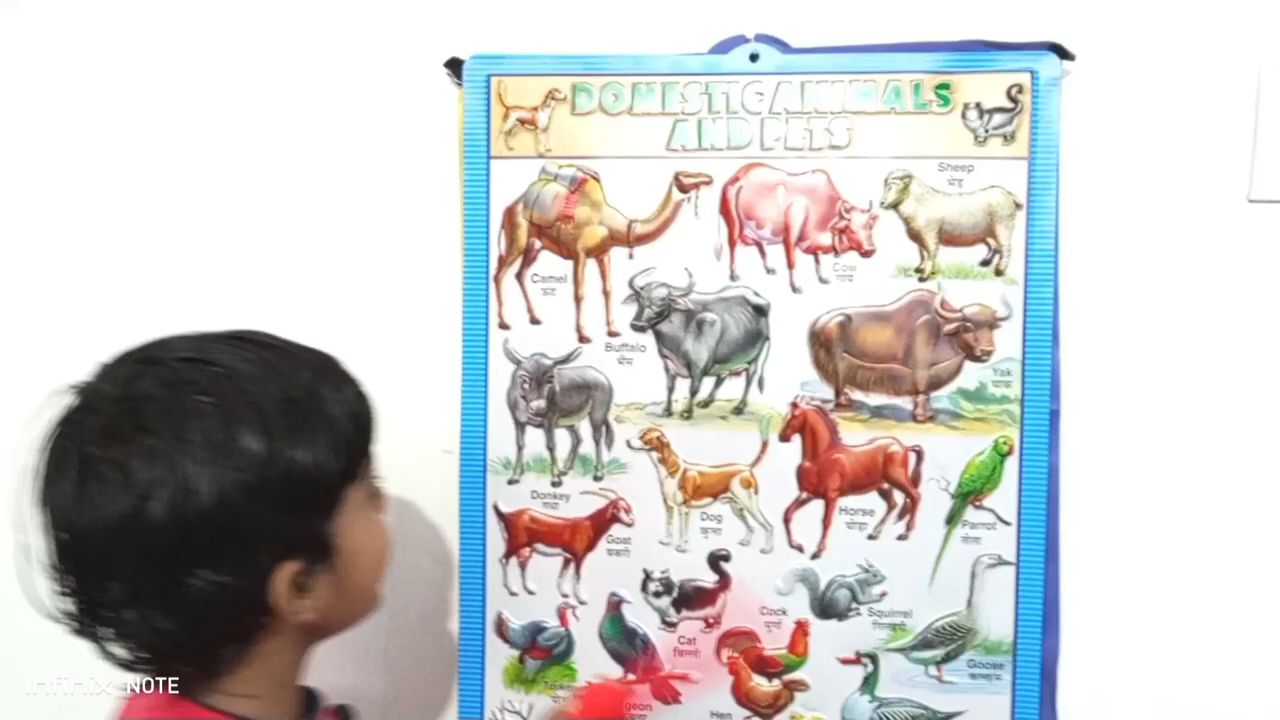 DOMESTIC ANIMALS
AND PETS
Sheep
भेड़
Cow
गाय
Camel
ऊंट
Buffalo
भैंस
Yak
याक
Donkey
गधा
Dog
कुत्ता
Horse
घोड़ा
Parrot
तोता
Goat
बकरी
Cock
मुर्गा
Squirrel
गिलहरी
Cat
बिल्ली
Goose
Hen
Infinix NOTE